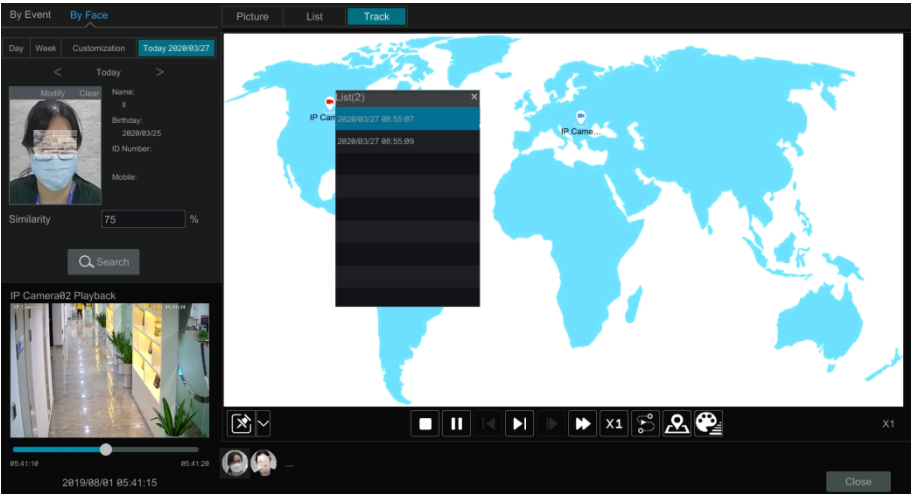 By Event By Face
Picture List Track
Day Week Customization Today 2020/03/27
< Today >
Modify Clear
Name:
8
Birthday:
2020/03/25
ID Number:
Mobile:
Similarity 75 %
Search
List(2) ×
IP Cam
2020/03/27 08:55:07
2020/03/27 08:55:09
IP Came...
IP Camera02 Playback
05:41:10 05:41:20
2019/08/01 05:41:15
X1
X1
...
Close